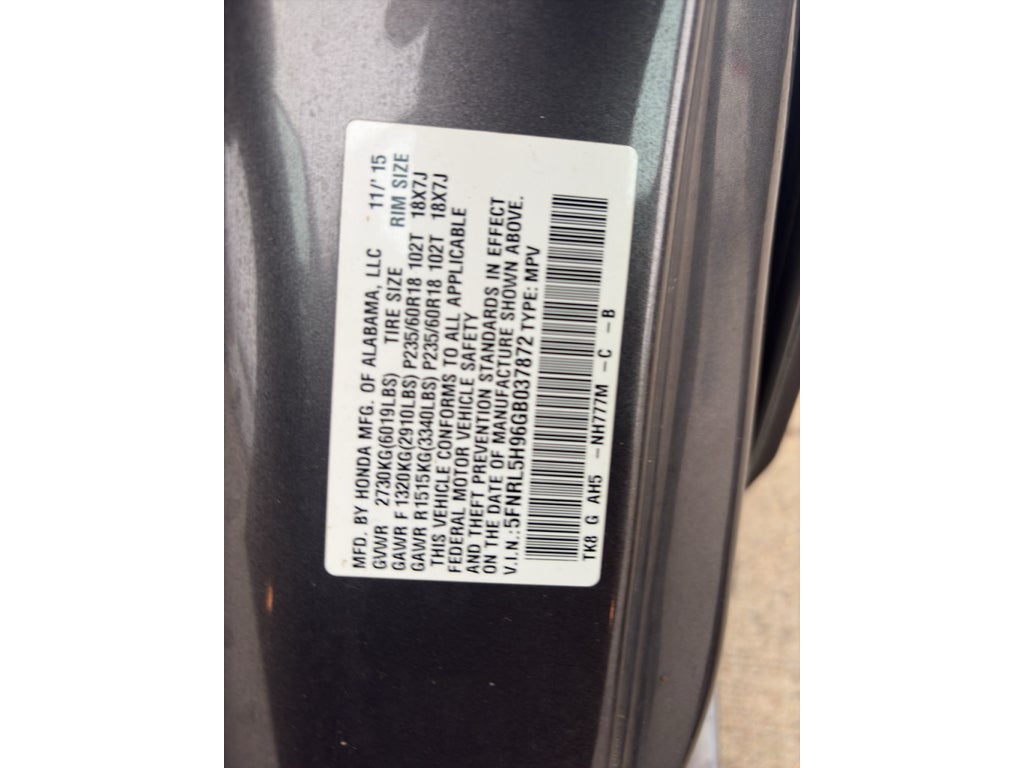 MFD. BY HONDA MFG. OF ALABAMA, LLC 11/' 15
GVWR 2730KG(6019LBS) TIRE SIZE RIM SIZE
GAWR F 1320KG(2910LBS) P235/60R18 102T 18X7J
GAWR R1515KG(3340LBS) P235/60R18 102T 18X7J
THIS VEHICLE CONFORMS TO ALL APPLICABLE
FEDERAL MOTOR VEHICLE SAFETY
AND THEFT PREVENTION STANDARDS IN EFFECT
ON THE DATE OF MANUFACTURE SHOWN ABOVE.
V.I.N.:5FNRL5H96GB037872 TYPE: MPV
TK8 G AH5 –NH777M –C –B